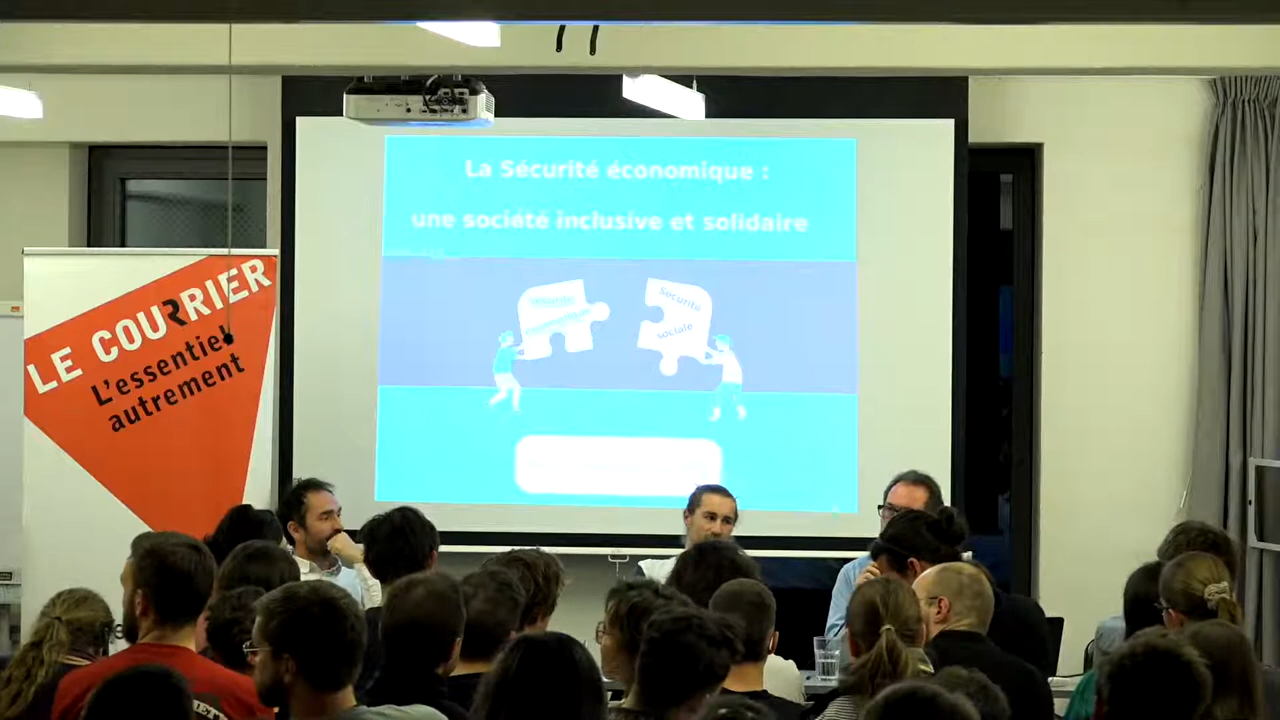 La Sécurité économique :
une société inclusive et solidaire
Sécurité
sociale
LE COURRIER
L'essentiel
autrement